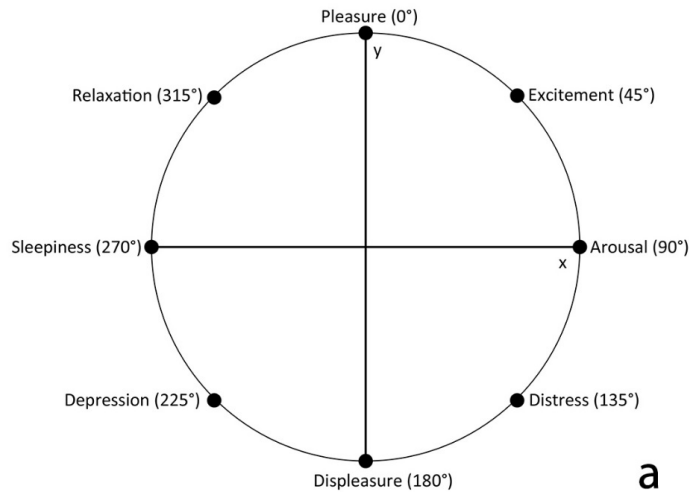 Pleasure (0°)
y
Relaxation (315°)
Excitement (45°)
Sleepiness (270°)
Arousal (90°)
x
Depression (225°)
Distress (135°)
Displeasure (180°)
a